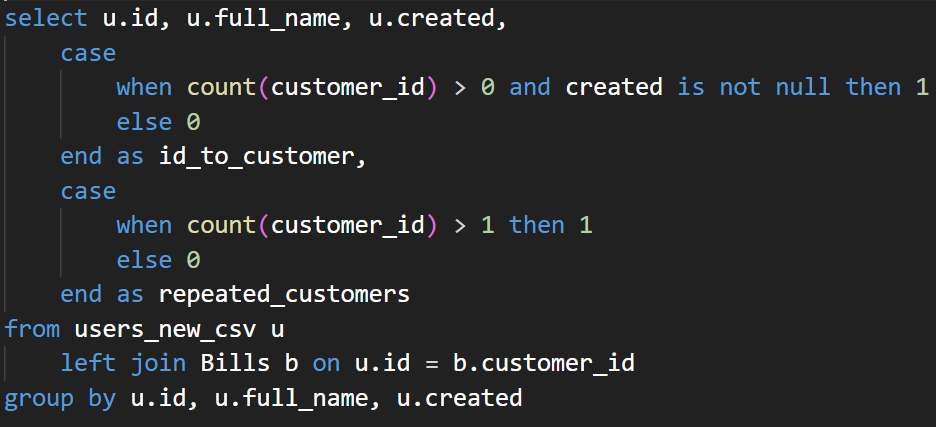 select u.id, u.full_name, u.created,
case
when count(customer_id) > 0 and created is not null then 1
else 0
end as id_to_customer,
case
when count(customer_id) > 1 then 1
else 0
end as repeated_customers
from users_new_csv u
left join Bills b on u.id = b.customer_id
group by u.id, u.full_name, u.created